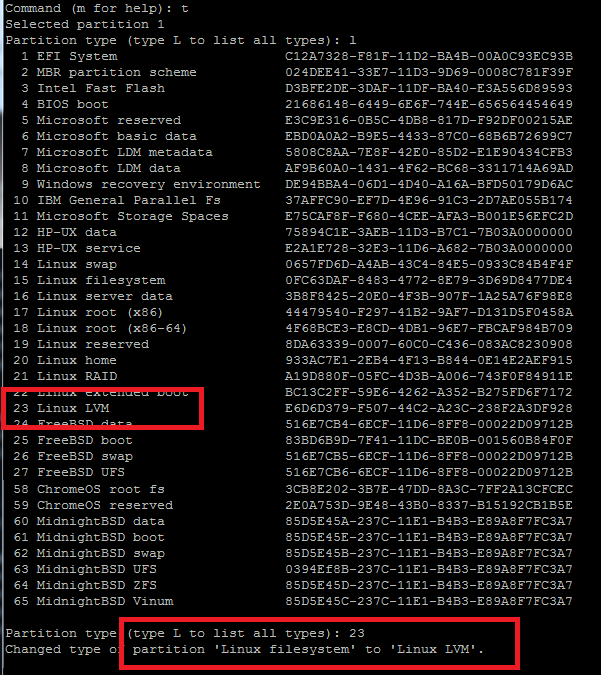 Command (m for help): t
Selected partition 1
Partition type (type L to list all types): l
1 EFI System C12A7328-F81F-11D2-BA4B-00A0C93EC93B
2 MBR partition scheme 024DEE41-33E7-11D3-9D69-0008C781F39F
3 Intel Fast Flash D3BFE2DE-3DAF-11DF-BA40-E3A556D89593
4 BIOS boot 21686148-6449-6E6F-744E-656564454649
5 Microsoft reserved E3C9E316-0B5C-4DB8-817D-F92DF00215AE
6 Microsoft basic data EBD0A0A2-B9E5-4433-87C0-68B6B72699C7
7 Microsoft LDM metadata 5808C8AA-7E8F-42E0-85D2-E1E90434CFB3
8 Microsoft LDM data AF9B60A0-1431-4F62-BC68-3311714A69AD
9 Windows recovery environment DE94BBA4-06D1-4D40-A16A-BFD50179D6AC
10 IBM General Parallel Fs 37AFFC90-EF7D-4E96-91C3-2D7AE055B174
11 Microsoft Storage Spaces E75CAF8F-F680-4CEE-AFA3-B001E56EFC2D
12 HP-UX data 75894C1E-3AEB-11D3-B7C1-7B03A0000000
13 HP-UX service E2A1E728-32E3-11D6-A682-7B03A0000000
14 Linux swap 0657FD6D-A4AB-43C4-84E5-0933C84B4F4F
15 Linux filesystem 0FC63DAF-8483-4772-8E79-3D69D8477DE4
16 Linux server data 3B8F8425-20E0-4F3B-907F-1A25A76F98E8
17 Linux root (x86) 44479540-F297-41B2-9AF7-D131D5F0458A
18 Linux root (x86-64) 4F68BCE3-E8CD-4DB1-96E7-FBCAF984B709
19 Linux reserved 8DA63339-0007-60C0-C436-083AC8230908
20 Linux home 933AC7E1-2EB4-4F13-B844-0E14E2AEF915
21 Linux RAID A19D880F-05FC-4D3B-A006-743F0F84911E
22 Linux extended boot BC13C2FF-59E6-4262-A352-B275FD6F7172
23 Linux LVM E6D6D379-F507-44C2-A23C-238F2A3DF928
24 FreeBSD data 516E7CB4-6ECF-11D6-8FF8-00022D09712B
25 FreeBSD boot 83BD6B9D-7F41-11DC-BE0B-001560B84F0F
26 FreeBSD swap 516E7CB5-6ECF-11D6-8FF8-00022D09712B
27 FreeBSD UFS 516E7CB6-6ECF-11D6-8FF8-00022D09712B
58 ChromeOS root fs 3CB8E202-3B7E-47DD-8A3C-7FF2A13CFCEC
59 ChromeOS reserved 2E0A753D-9E48-43B0-8337-B15192CB1B5E
60 MidnightBSD data 85D5E45A-237C-11E1-B4B3-E89A8F7FC3A7
61 MidnightBSD boot 85D5E45E-237C-11E1-B4B3-E89A8F7FC3A7
62 MidnightBSD swap 85D5E45B-237C-11E1-B4B3-E89A8F7FC3A7
63 MidnightBSD UFS 0394Ef8B-237C-11E1-B4B3-E89A8F7FC3A7
64 MidnightBSD ZFS 85D5E45D-237C-11E1-B4B3-E89A8F7FC3A7
65 MidnightBSD Vinum 85D5E45C-237C-11E1-B4B3-E89A8F7FC3A7
Partition type (type L to list all types): 23
Changed type of partition 'Linux filesystem' to 'Linux LVM'.